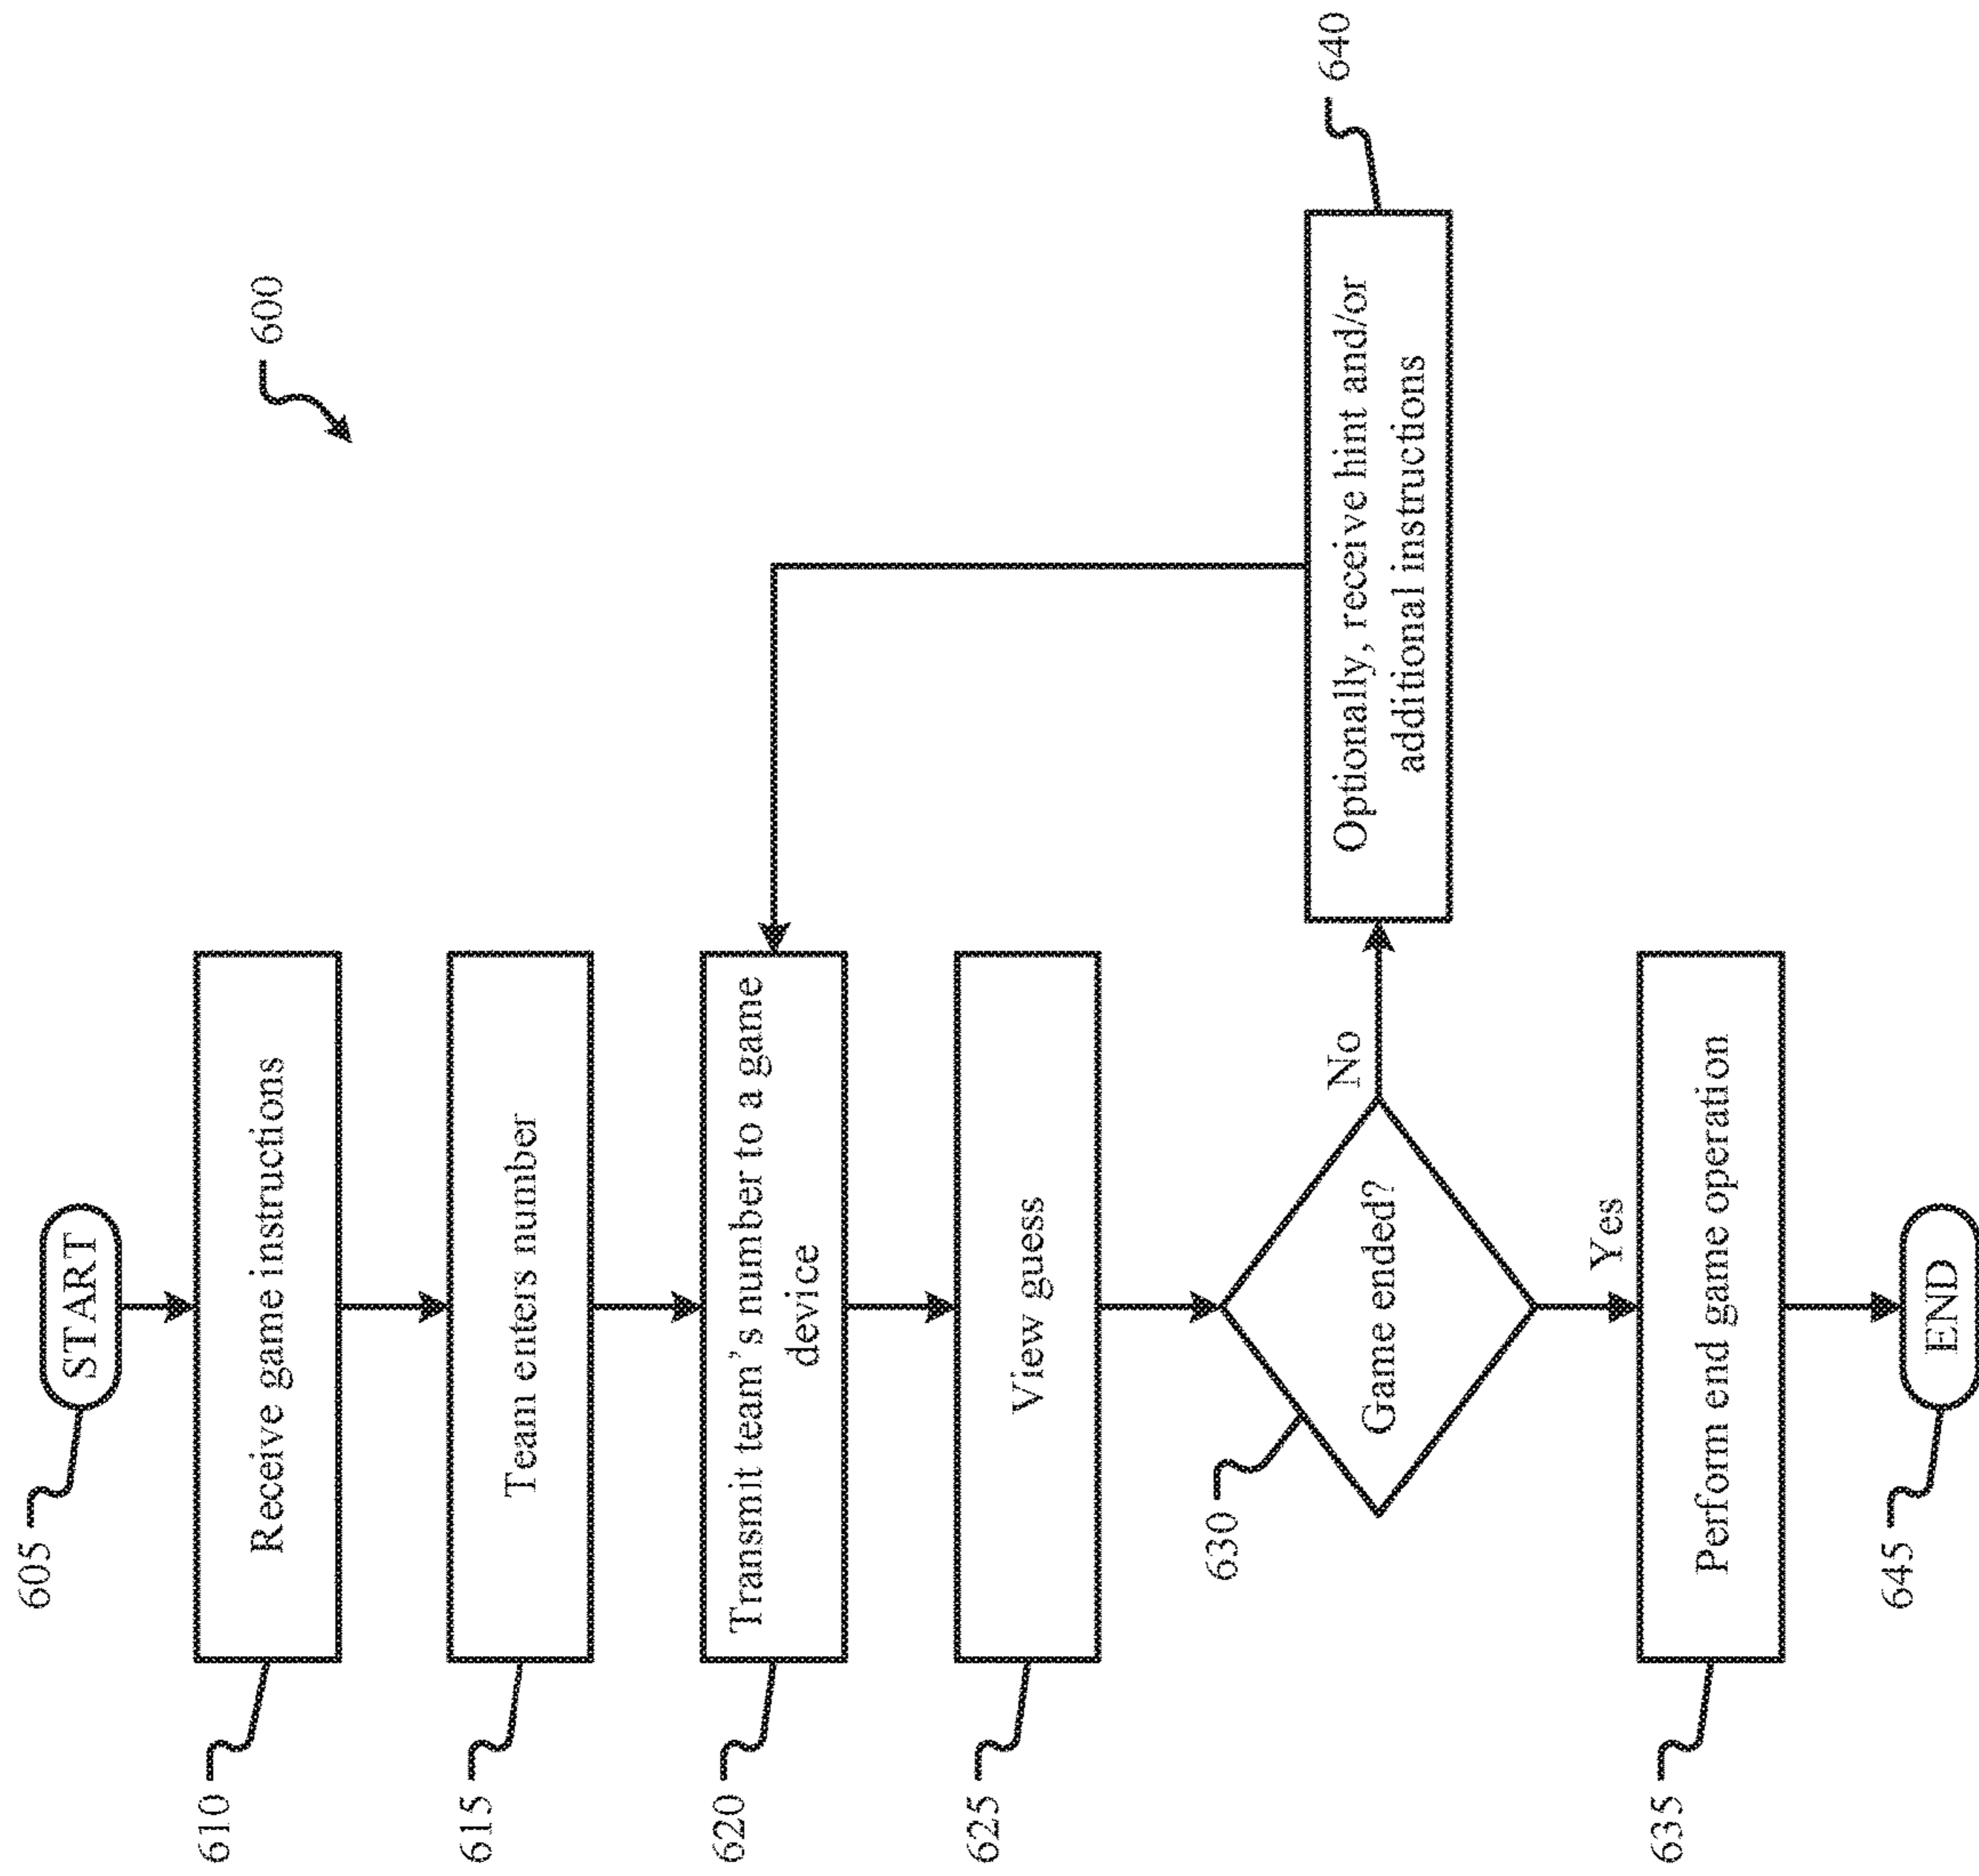 600
605
START
610
Receive game instructions
615
Team enters number
620
Transmit team's number to a game
device
625
View guess
630
Game ended?
No
640
Optionally, receive hint and/or
additional instructions
Yes
635
Perform end game operation
645
END